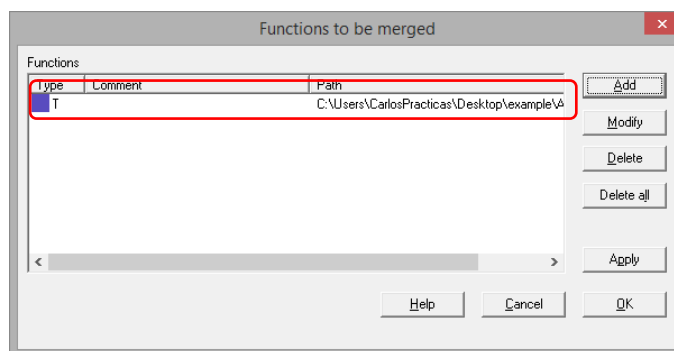 Functions to be merged
Functions
Type Comment Path
T C:\Users\CarlosPracticas\Desktop\example\A
Add
Modify
Delete
Delete all
Apply
Help Cancel OK